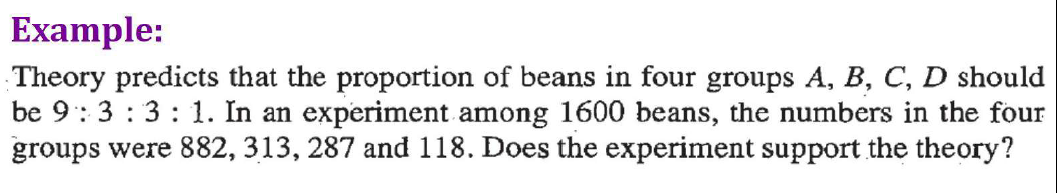 Example:
Theory predicts that the proportion of beans in four groups A, B, C, D should
be 9 : 3 : 3 : 1. In an experiment among 1600 beans, the numbers in the four
groups were 882, 313, 287 and 118. Does the experiment support the theory?